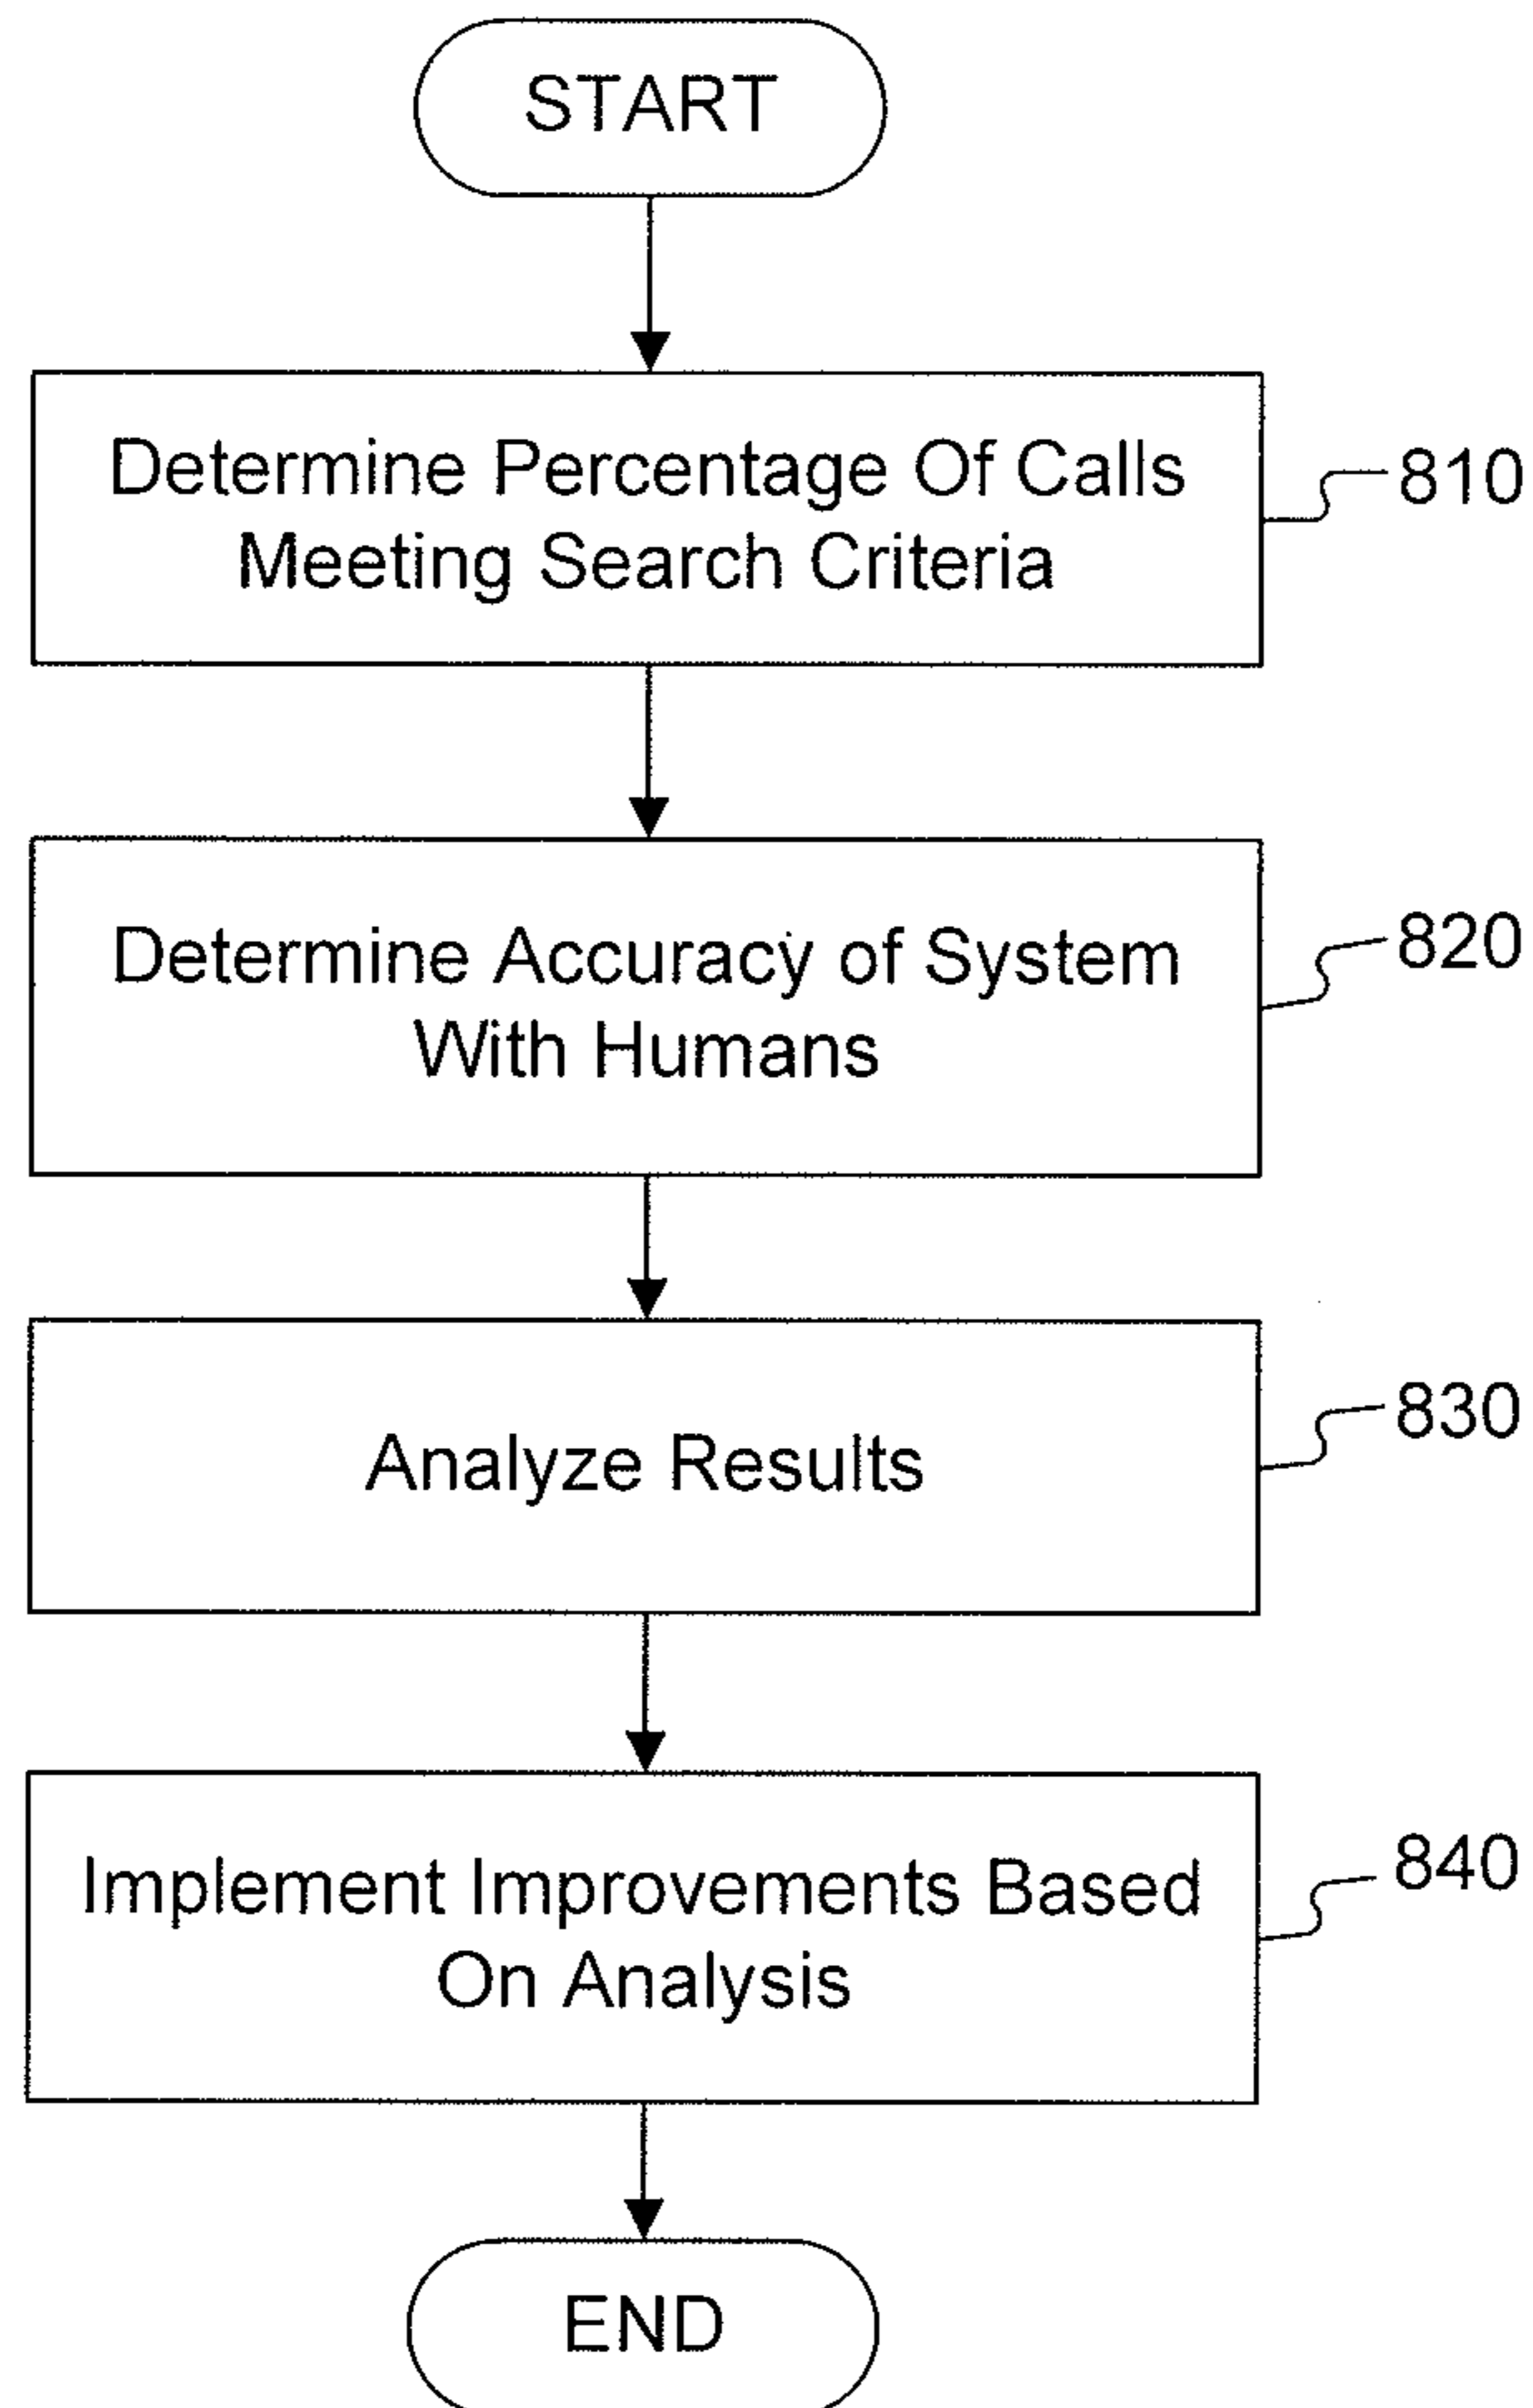 START
Determine Percentage Of Calls
Meeting Search Criteria
810
Determine Accuracy of System
With Humans
820
Analyze Results
830
Implement Improvements Based
On Analysis
840
END